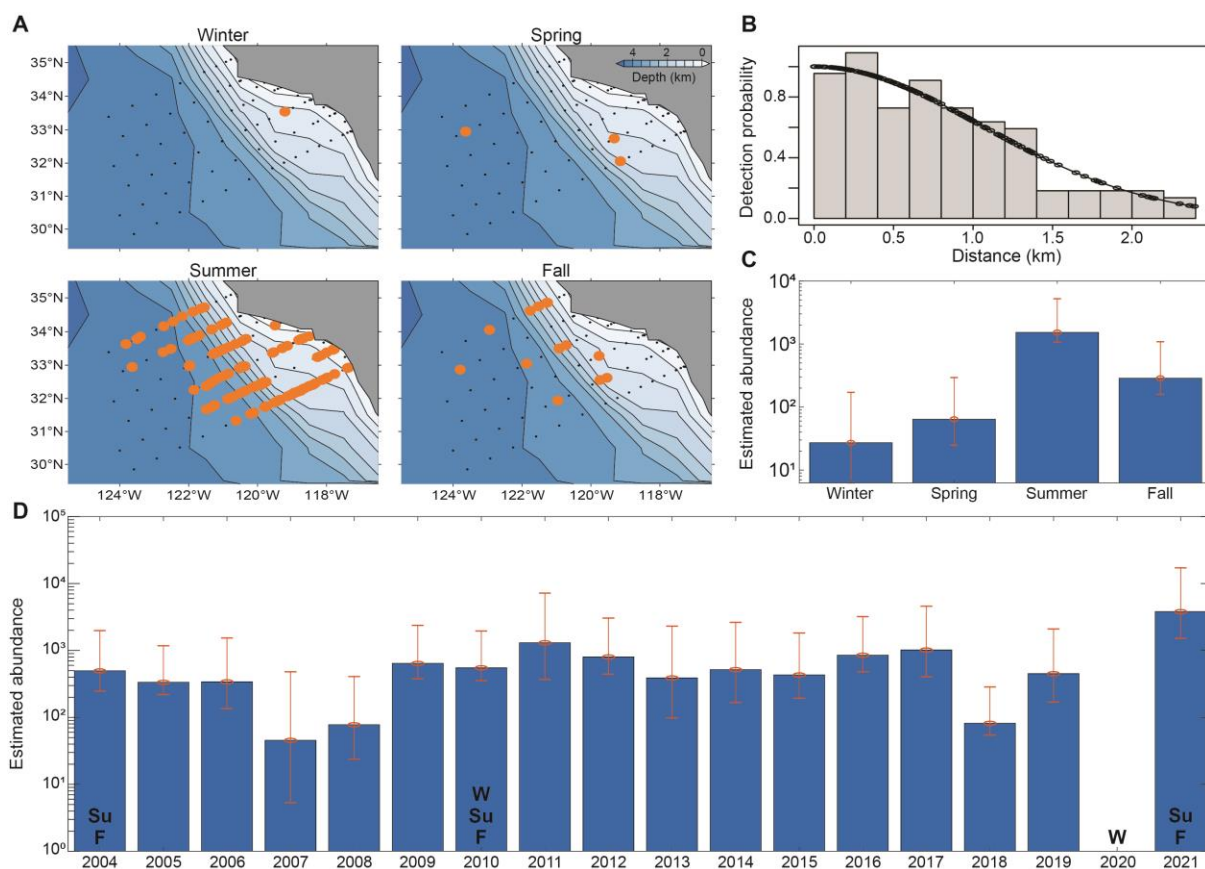 A
Winter
Spring
35°N
34°N
33°N
32°N
31°N
30°N
4 2 0
Depth (km)
Summer
Fall
35°N
34°N
33°N
32°N
31°N
30°N
124°W 122°W 120°W 118°W
124°W 122°W 120°W 118°W
B
Detection probability
0.8
0.4
0.0
0.0 0.5 1.0 1.5 2.0
Distance (km)
C
Estimated abundance
10⁴
10³
10²
10¹
Winter Spring Summer Fall
D
Estimated abundance
10⁵
10⁴
10³
10²
10¹
10⁰
Su
F
W
Su
F
W
Su
F
2004 2005 2006 2007 2008 2009 2010 2011 2012 2013 2014 2015 2016 2017 2018 2019 2020 2021